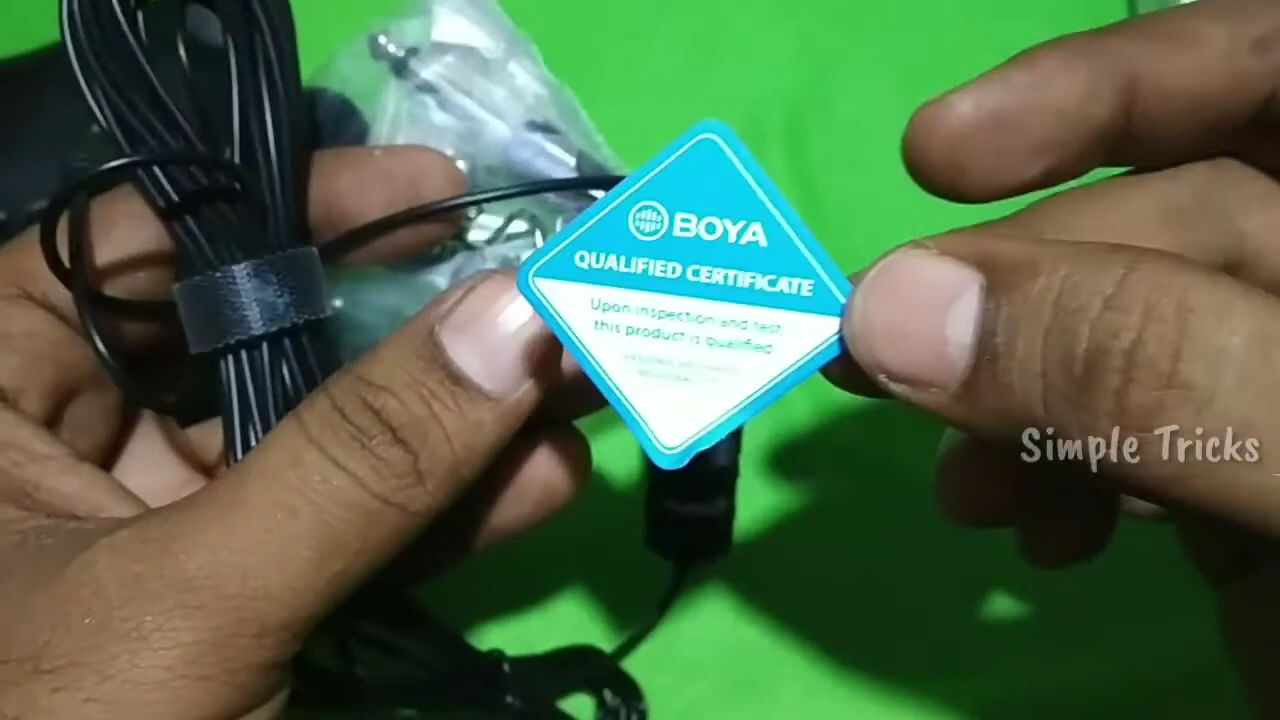 BOYA
QUALIFIED CERTIFICATE
Upon inspection and test
this product is qualified
Simple Tricks